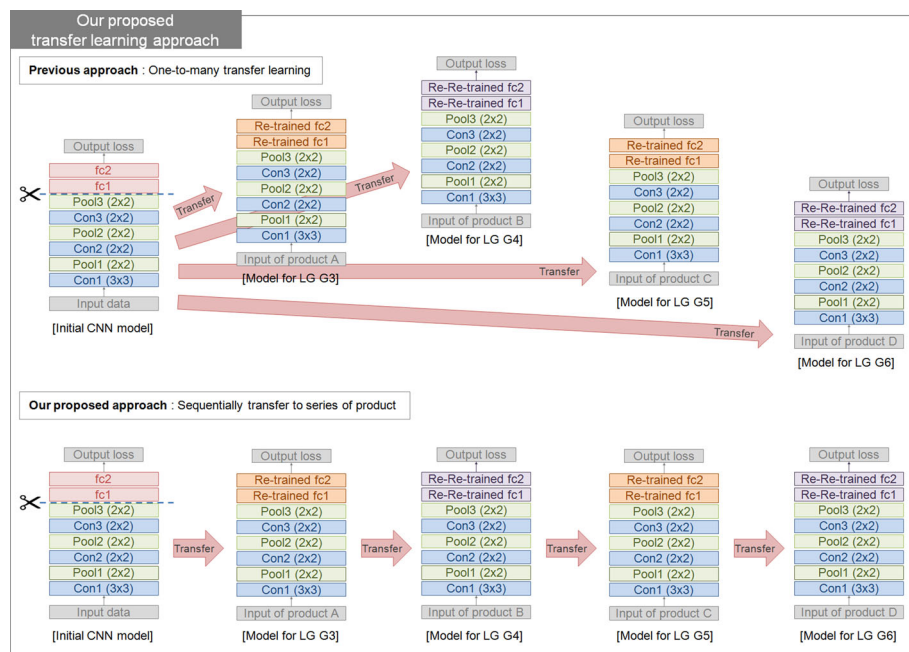 Our proposed
transfer learning approach
Previous approach : One-to-many transfer learning
Output loss
fc2
fc1
Pool3 (2x2)
Con3 (2x2)
Pool2 (2x2)
Con2 (2x2)
Pool1 (2x2)
Con1 (3x3)
Input data
[Initial CNN model]
Transfer
Output loss
Re-trained fc2
Re-trained fc1
Pool3 (2x2)
Con3 (2x2)
Pool2 (2x2)
Con2 (2x2)
Pool1 (2x2)
Con1 (3x3)
Input of product A
[Model for LG G3]
Transfer
Output loss
Re-Re-trained fc2
Re-Re-trained fc1
Pool3 (2x2)
Con3 (2x2)
Pool2 (2x2)
Con2 (2x2)
Pool1 (2x2)
Con1 (3x3)
Input of product B
[Model for LG G4]
Transfer
Output loss
Re-trained fc2
Re-trained fc1
Pool3 (2x2)
Con3 (2x2)
Pool2 (2x2)
Con2 (2x2)
Pool1 (2x2)
Con1 (3x3)
Input of product C
[Model for LG G5]
Transfer
Output loss
Re-Re-trained fc2
Re-Re-trained fc1
Pool3 (2x2)
Con3 (2x2)
Pool2 (2x2)
Con2 (2x2)
Pool1 (2x2)
Con1 (3x3)
Input of product D
[Model for LG G6]
Our proposed approach : Sequentially transfer to series of product
Output loss
fc2
fc1
Pool3 (2x2)
Con3 (2x2)
Pool2 (2x2)
Con2 (2x2)
Pool1 (2x2)
Con1 (3x3)
Input data
[Initial CNN model]
Transfer
Output loss
Re-trained fc2
Re-trained fc1
Pool3 (2x2)
Con3 (2x2)
Pool2 (2x2)
Con2 (2x2)
Pool1 (2x2)
Con1 (3x3)
Input of product A
[Model for LG G3]
Transfer
Output loss
Re-Re-trained fc2
Re-Re-trained fc1
Pool3 (2x2)
Con3 (2x2)
Pool2 (2x2)
Con2 (2x2)
Pool1 (2x2)
Con1 (3x3)
Input of product B
[Model for LG G4]
Transfer
Output loss
Re-trained fc2
Re-trained fc1
Pool3 (2x2)
Con3 (2x2)
Pool2 (2x2)
Con2 (2x2)
Pool1 (2x2)
Con1 (3x3)
Input of product C
[Model for LG G5]
Transfer
Output loss
Re-Re-trained fc2
Re-Re-trained fc1
Pool3 (2x2)
Con3 (2x2)
Pool2 (2x2)
Con2 (2x2)
Pool1 (2x2)
Con1 (3x3)
Input of product D
[Model for LG G6]